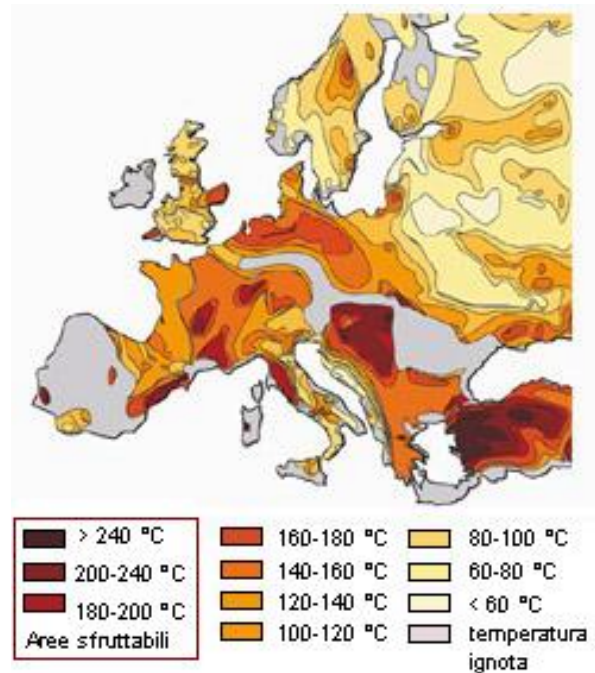 > 240 °C
200-240 °C
180-200 °C
Aree sfruttabili
160-180 °C
140-160 °C
120-140 °C
100-120 °C
80-100 °C
60-80 °C
< 60 °C
temperatura
ignota